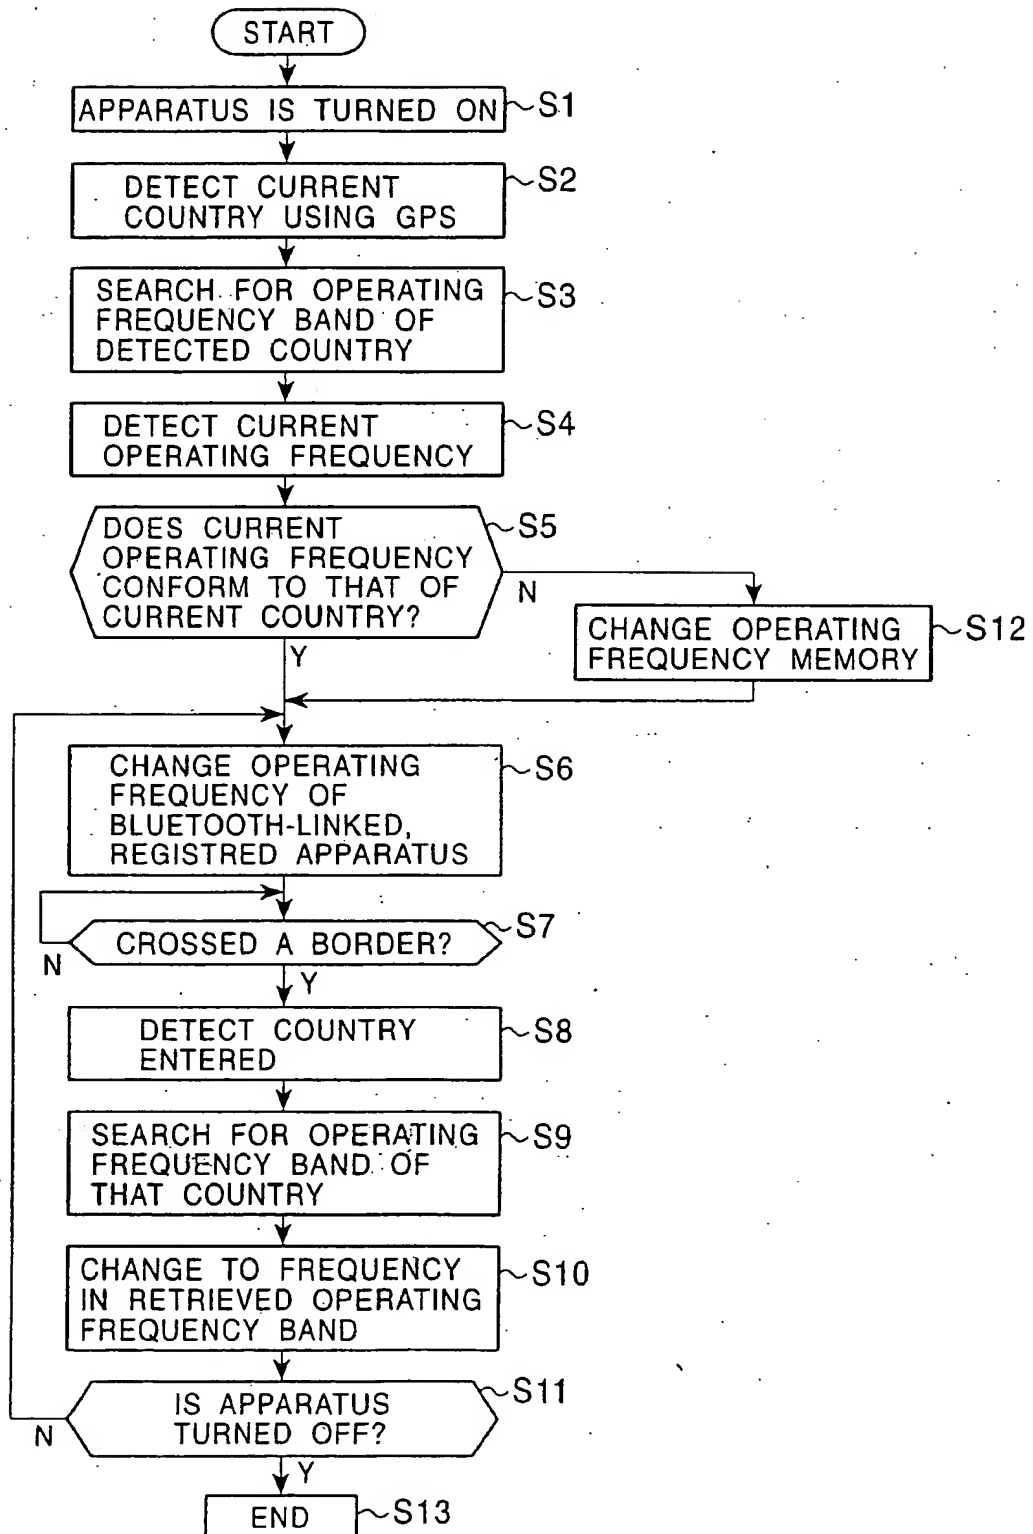 START
APPARATUS IS TURNED ON
S1
DETECT CURRENT
COUNTRY USING GPS
S2
SEARCH FOR OPERATING
FREQUENCY BAND OF
DETECTED COUNTRY
S3
DETECT CURRENT
OPERATING FREQUENCY
S4
DOES CURRENT
OPERATING FREQUENCY
CONFORM TO THAT OF
CURRENT COUNTRY?
S5
N
Y
CHANGE OPERATING
FREQUENCY MEMORY
S12
CHANGE OPERATING
FREQUENCY OF
BLUETOOTH-LINKED,
REGISTRED APPARATUS
S6
CROSSED A BORDER?
S7
N
Y
DETECT COUNTRY
ENTERED
S8
SEARCH FOR OPERATING
FREQUENCY BAND OF
THAT COUNTRY
S9
CHANGE TO FREQUENCY
IN RETRIEVED OPERATING
FREQUENCY BAND
S10
IS APPARATUS
TURNED OFF?
S11
N
Y
END
S13